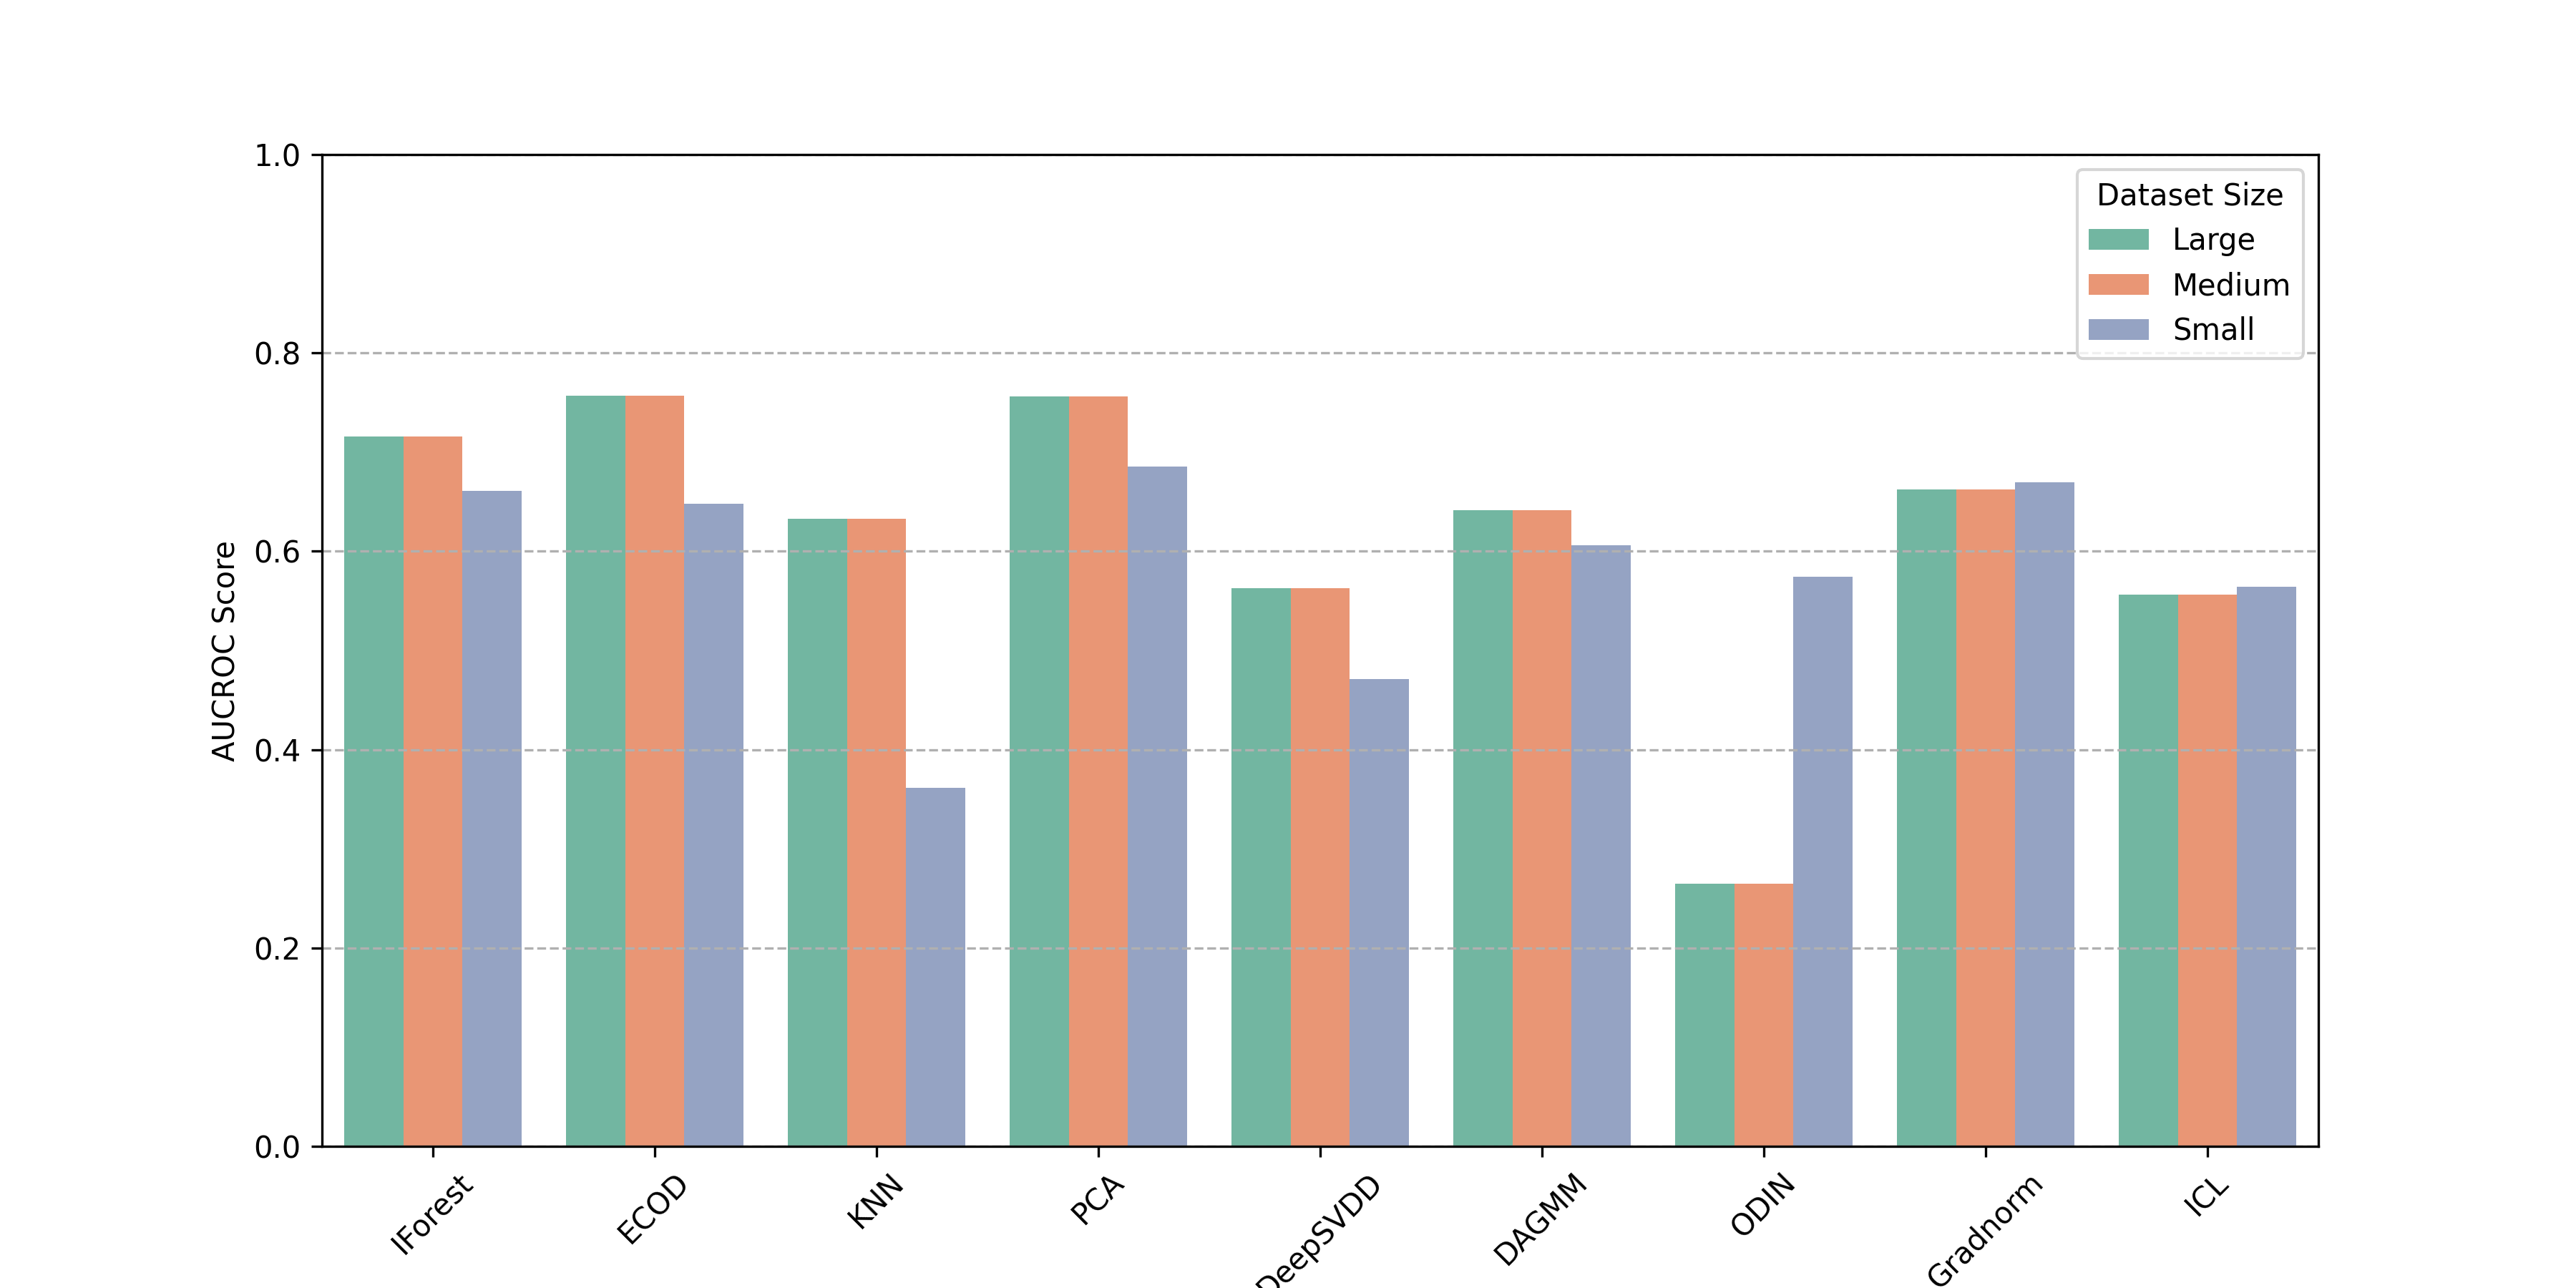 1.0
0.8
0.6
0.4
0.2
0.0
AUCROC Score
Dataset Size
Large
Medium
Small
IForest
ECOD
KNN
PCA
DeepSVDD
DAGMM
ODIN
Gradnorm
ICL